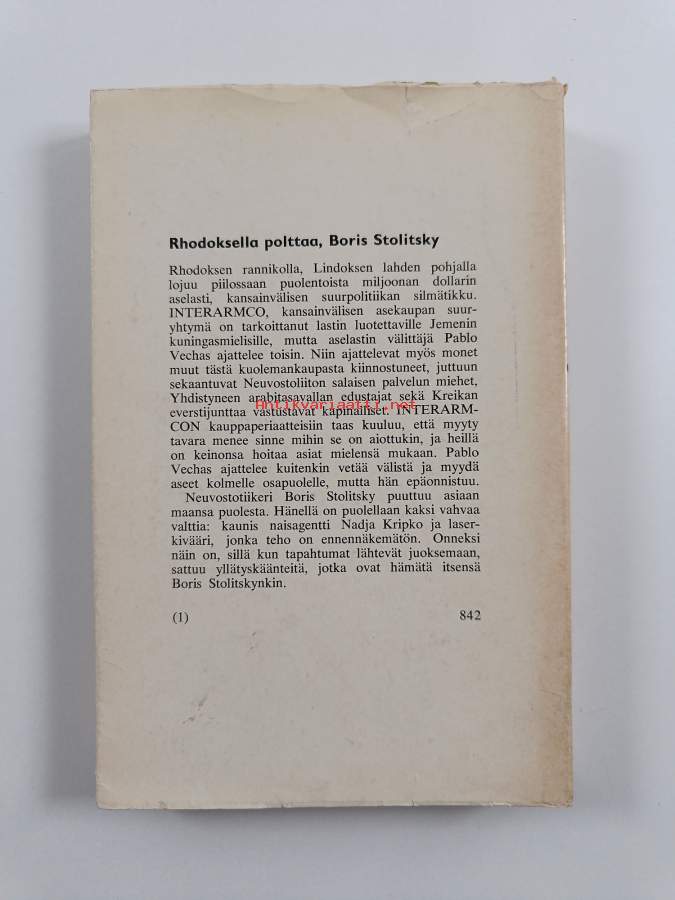 Rhodoksella polttaa, Boris Stolitsky
Rhodoksen rannikolla, Lindoksen lahden pohjalla
lojuu piilossaan puolentoista miljoonan dollarin
aselasti, kansainvälisen suurpolitiikan silmätikku.
INTERARMCO, kansainvälisen asekaupan suur-
yhtymä on tarkoittanut lastin luotettaville Jemenin
kuningasmielisille, mutta aselastin välittäjä Pablo
Vechas ajattelee toisin. Niin ajattelevat myös monet
muut tästä kuolemankaupasta kiinnostuneet, juttuun
sekaantuvat Neuvostoliiton salaisen palvelun miehet,
Yhdistyneen arabitasavallan edustajat sekä Kreikan
Antikvariaatti.net
everstijunttaa vastustavat kapinalliset. INTERARM-
CON kauppaperiaatteisiin taas kuuluu, että myyty
tavara menee sinne mihin se on aiottukin, ja heillä
on keinonsa hoitaa asiat mielensä mukaan. Pablo
Vechas ajattelee kuitenkin vetää välistä ja myydä
aseet kolmelle osapuolelle, mutta hän epäonnistuu.
Neuvostotiikeri Boris Stolitsky puuttuu asiaan
maansa puolesta. Hänellä on puolellaan kaksi vahvaa
valttia: kaunis naisagentti Nadja Kripko ja laser-
kivääri, jonka teho on ennennäkemätön. Onneksi
näin on, sillä kun tapahtumat lähtevät juoksemaan,
sattuu yllätyskäänteitä, jotka ovat hämätä itsensä
Boris Stolitskynkin.
(1) 842